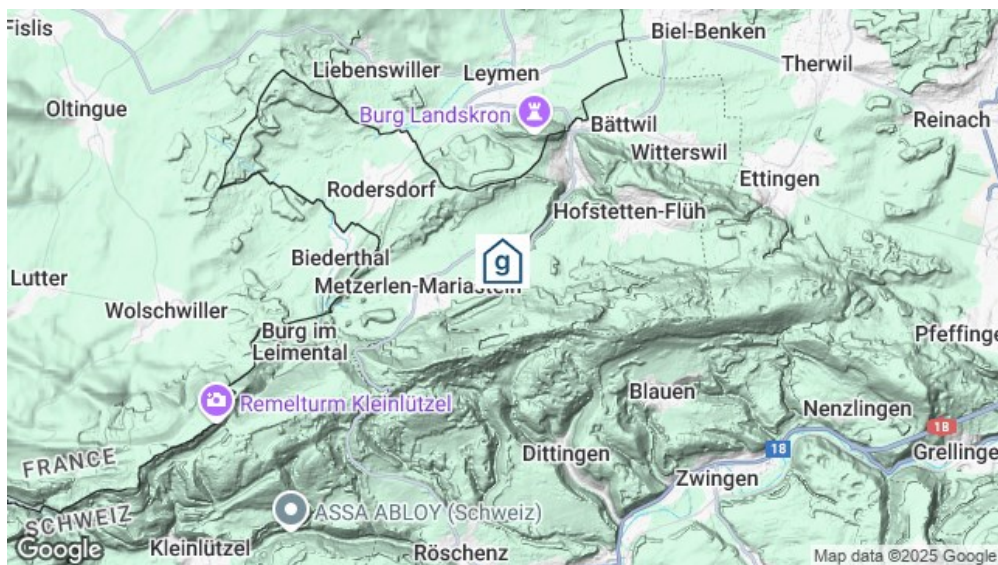 Fislis
Biel-Benken
Therwil
Liebenswiller
Leymen
Oltingue
Burg Landskron
Reinach
Bättwil
Witterswil
Ettingen
Rodersdorf
Hofstetten-Flüh
Biederthal
g
Lutter
Metzerlen-Mariastein
Wolschwiller
Burg im
Leimental
Pfeffinge
Blauen
Remelturm Kleinlützel
Nenzlingen
18
18
Dittingen
Grellinge
FRANCE
Zwingen
SCHWEIZ
ASSA ABLOY (Schweiz)
Kleinlützel
Röschenz
Google
Map data ©2025 Google